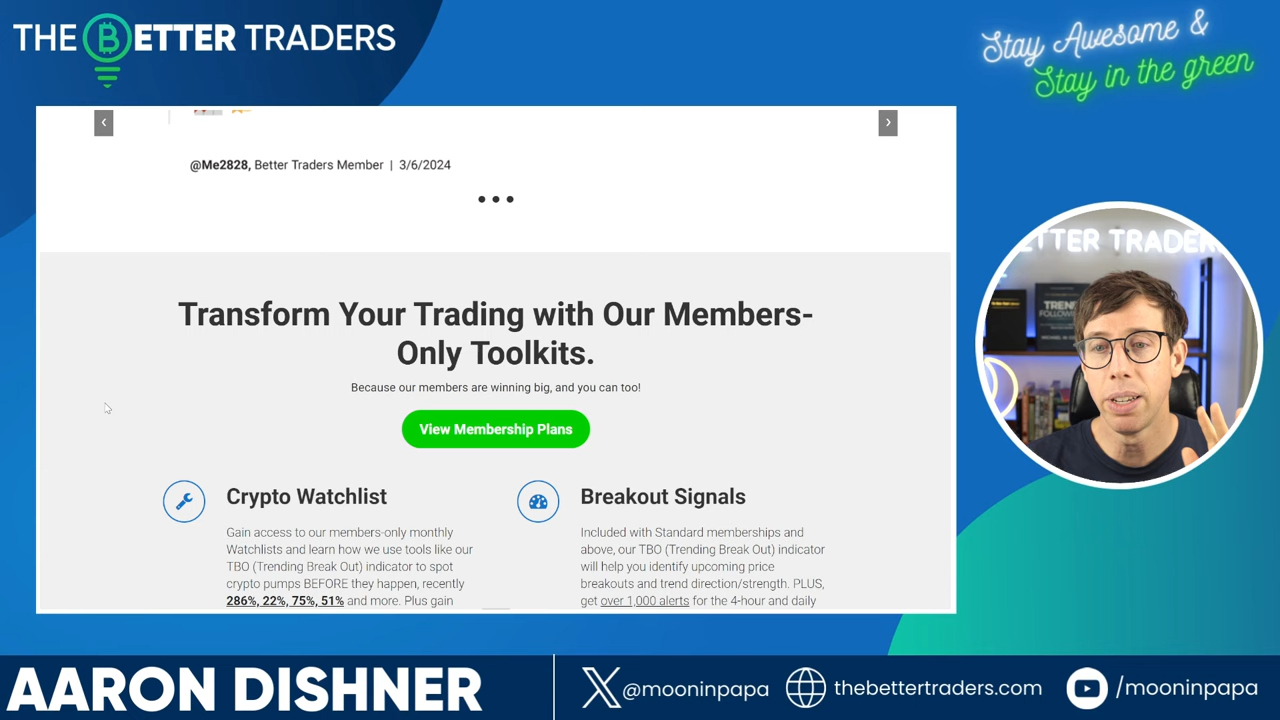 THE BETTER TRADERS
Stay Awesome &
Stay in the green
@Me2828, Better Traders Member | 3/6/2024
Transform Your Trading with Our Members-
Only Toolkits.
Because our members are winning big, and you can too!
View Membership Plans
Crypto Watchlist
Gain access to our members-only monthly
Watchlists and learn how we use tools like our
TBO (Trending Break Out) indicator to spot
crypto pumps BEFORE they happen, recently
286%, 22%, 75%, 51% and more. Plus gain
Breakout Signals
Included with Standard memberships and
above, our TBO (Trending Break Out) indicator
will help you identify upcoming price
breakouts and trend direction/strength. PLUS,
get over 1,000 alerts for the 4-hour and daily
ETTER TRADER
TREND
AARON DISHNER
@mooninpapa
thebettertraders.com
/mooninpapa